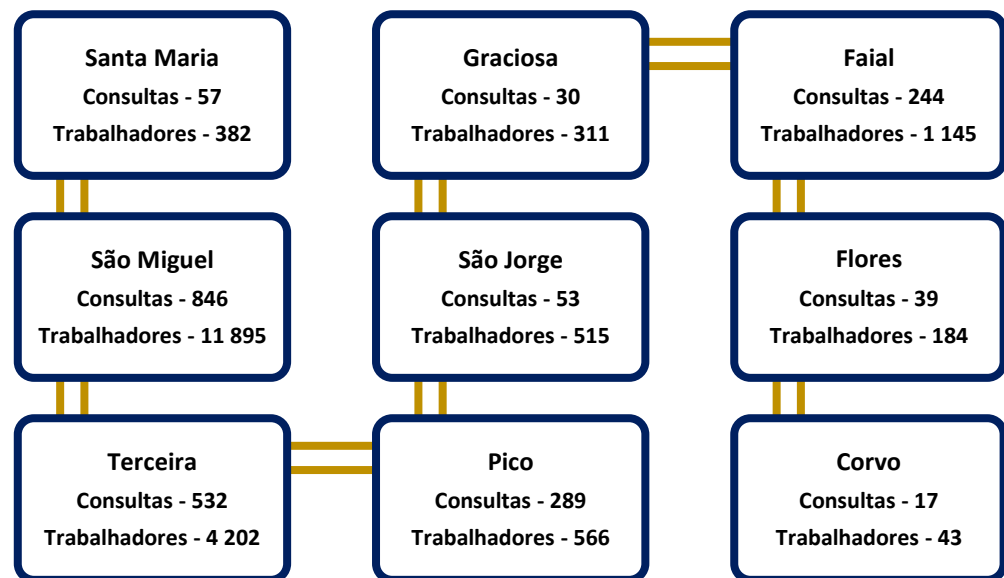 Santa Maria
Consultas - 57
Trabalhadores - 382
Graciosa
Consultas - 30
Trabalhadores - 311
Faial
Consultas - 244
Trabalhadores - 1 145
São Miguel
Consultas - 846
Trabalhadores - 11 895
São Jorge
Consultas - 53
Trabalhadores - 515
Flores
Consultas - 39
Trabalhadores - 184
Terceira
Consultas - 532
Trabalhadores - 4 202
Pico
Consultas - 289
Trabalhadores - 566
Corvo
Consultas - 17
Trabalhadores - 43